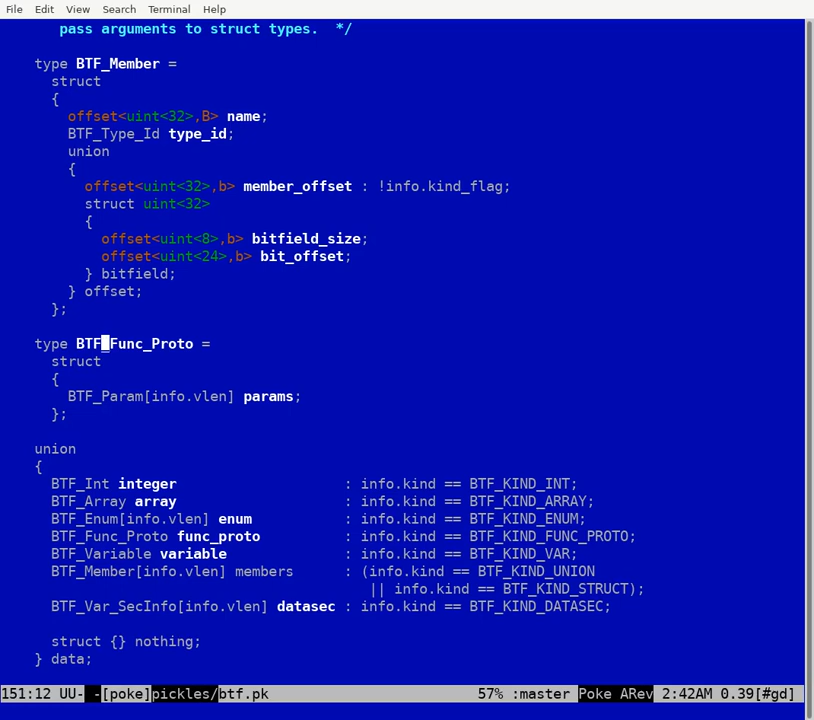 File Edit View Search Terminal Help
pass arguments to struct types.  */
type BTF_Member =
struct
{
offset<uint<32>,B> name;
BTF_Type_Id type_id;
union
{
offset<uint<32>,b> member_offset : !info.kind_flag;
struct uint<32>
{
offset<uint<8>,b> bitfield_size;
offset<uint<24>,b> bit_offset;
} bitfield;
} offset;
};
type BTF_Func_Proto =
struct
{
BTF_Param[info.vlen] params;
};
union
{
BTF_Int integer : info.kind == BTF_KIND_INT;
BTF_Array array : info.kind == BTF_KIND_ARRAY;
BTF_Enum[info.vlen] enum : info.kind == BTF_KIND_ENUM;
BTF_Func_Proto func_proto : info.kind == BTF_KIND_FUNC_PROTO;
BTF_Variable variable : info.kind == BTF_KIND_VAR;
BTF_Member[info.vlen] members : (info.kind == BTF_KIND_UNION
|| info.kind == BTF_KIND_STRUCT);
BTF_Var_SecInfo[info.vlen] datasec : info.kind == BTF_KIND_DATASEC;
struct {} nothing;
} data;
151:12 UU- -[poke]pickles/btf.pk 57% :master Poke ARev 2:42AM 0.39[#gd]